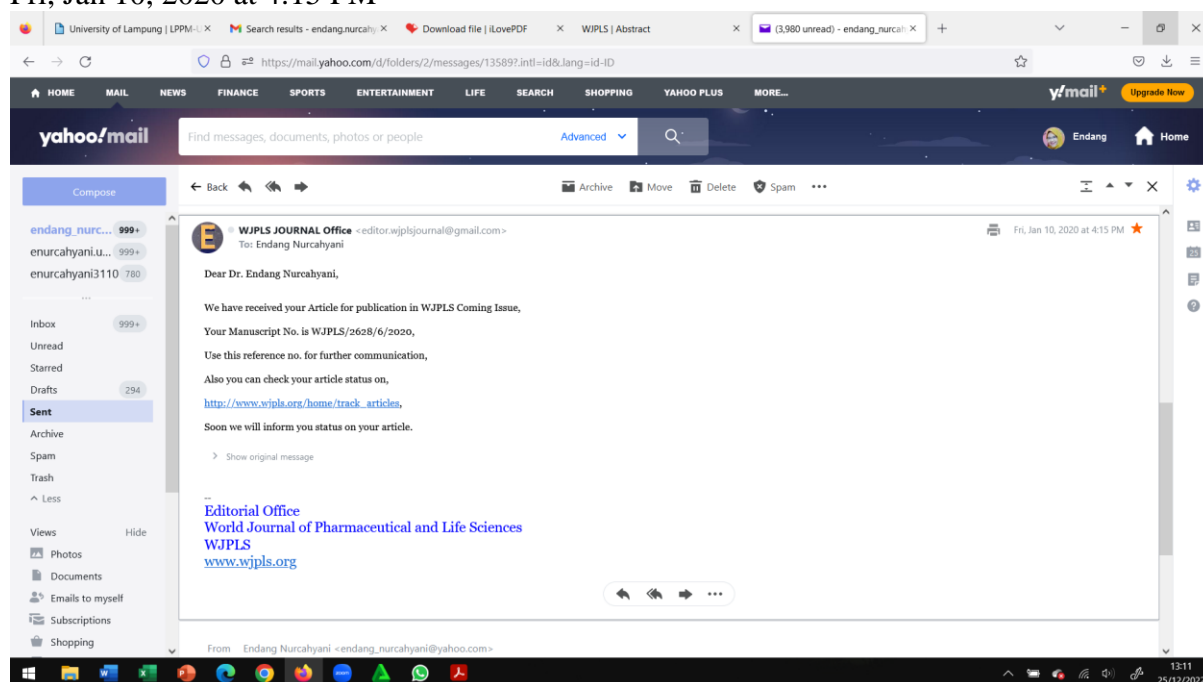 Fri, Jan 10, 2020 at 4:15 PM
University of Lampung | LPPM-U
Search results - endang.nurcahy
Download file | iLovePDF
WJPLS | Abstract
(3,980 unread) - endang_nurcah
https://mail.yahoo.com/d/folders/2/messages/13589?.intl=id&.lang=id-ID
HOME MAIL NEWS FINANCE SPORTS ENTERTAINMENT LIFE SEARCH SHOPPING YAHOO PLUS MORE... y!mail+ Upgrade Now
yahoo!mail Find messages, documents, photos or people Advanced Endang Home
Compose Back Archive Move Delete Spam
endang_nurc... 999+
enurcahyani.u... 999+
enurcahyani3110 780
...
Inbox 999+
Unread
Starred
Drafts 294
Sent
Archive
Spam
Trash
Less
Views Hide
Photos
Documents
Emails to myself
Subscriptions
Shopping
E WJPLS JOURNAL Office <editor.wjplsjournal@gmail.com> Fri, Jan 10, 2020 at 4:15 PM
To: Endang Nurcahyani
Dear Dr. Endang Nurcahyani,
We have received your Article for publication in WJPLS Coming Issue,
Your Manuscript No. is WJPLS/2628/6/2020,
Use this reference no. for further communication,
Also you can check your article status on,
http://www.wjpls.org/home/track_articles,
Soon we will inform you status on your article.
Show original message
--
Editorial Office
World Journal of Pharmaceutical and Life Sciences
WJPLS
www.wjpls.org
From Endang Nurcahyani <endang_nurcahyani@yahoo.com>
25
13:11